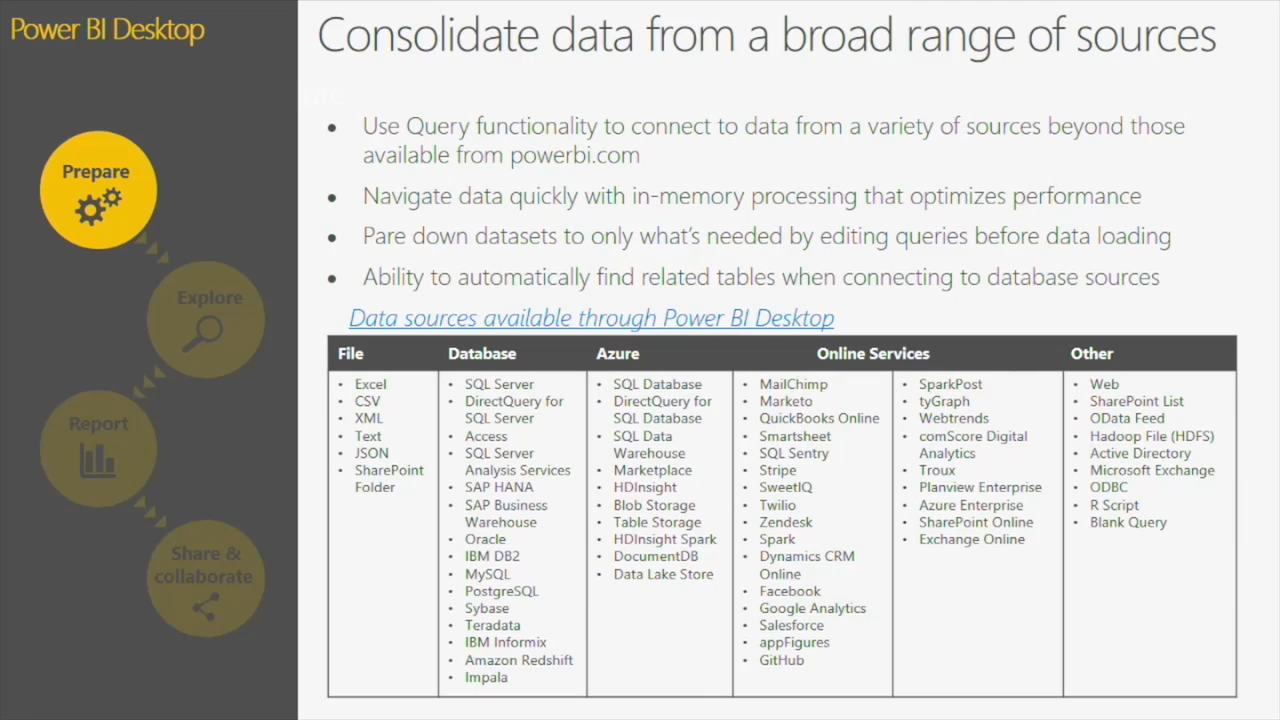 Power BI Desktop
Consolidate data from a broad range of sources
Prepare
Explore
Report
Share &
collaborate
• Use Query functionality to connect to data from a variety of sources beyond those
available from powerbi.com
• Navigate data quickly with in-memory processing that optimizes performance
• Pare down datasets to only what's needed by editing queries before data loading
• Ability to automatically find related tables when connecting to database sources
Data sources available through Power BI Desktop
File
• Excel
• CSV
• XML
• Text
• JSON
• SharePoint
Folder
Database
• SQL Server
• DirectQuery for
SQL Server
• Access
• SQL Server
Analysis Services
• SAP HANA
• SAP Business
Warehouse
• Oracle
• IBM DB2
• MySQL
• PostgreSQL
• Sybase
• Teradata
• IBM Informix
• Amazon Redshift
• Impala
Azure
• SQL Database
• DirectQuery for
SQL Database
• SQL Data
Warehouse
• Marketplace
• HDInsight
• Blob Storage
• Table Storage
• HDInsight Spark
• DocumentDB
• Data Lake Store
Online Services
• MailChimp
• Marketo
• QuickBooks Online
• Smartsheet
• SQL Sentry
• Stripe
• SweetIQ
• Twilio
• Zendesk
• Spark
• Dynamics CRM
Online
• Facebook
• Google Analytics
• Salesforce
• appFigures
• GitHub
• SparkPost
• tyGraph
• Webtrends
• comScore Digital
Analytics
• Troux
• Planview Enterprise
• Azure Enterprise
• SharePoint Online
• Exchange Online
Other
• Web
• SharePoint List
• OData Feed
• Hadoop File (HDFS)
• Active Directory
• Microsoft Exchange
• ODBC
• R Script
• Blank Query